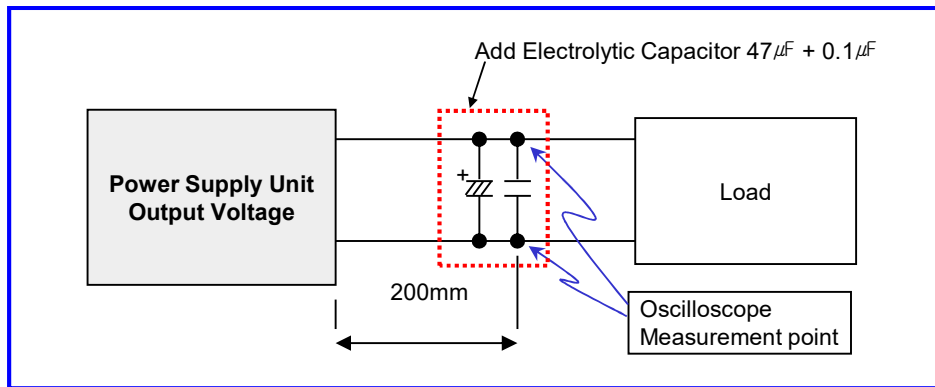 Add Electrolytic Capacitor 47㎌ + 0.1㎌
+
Power Supply Unit
Output Voltage
Load
200mm
Oscilloscope
Measurement point